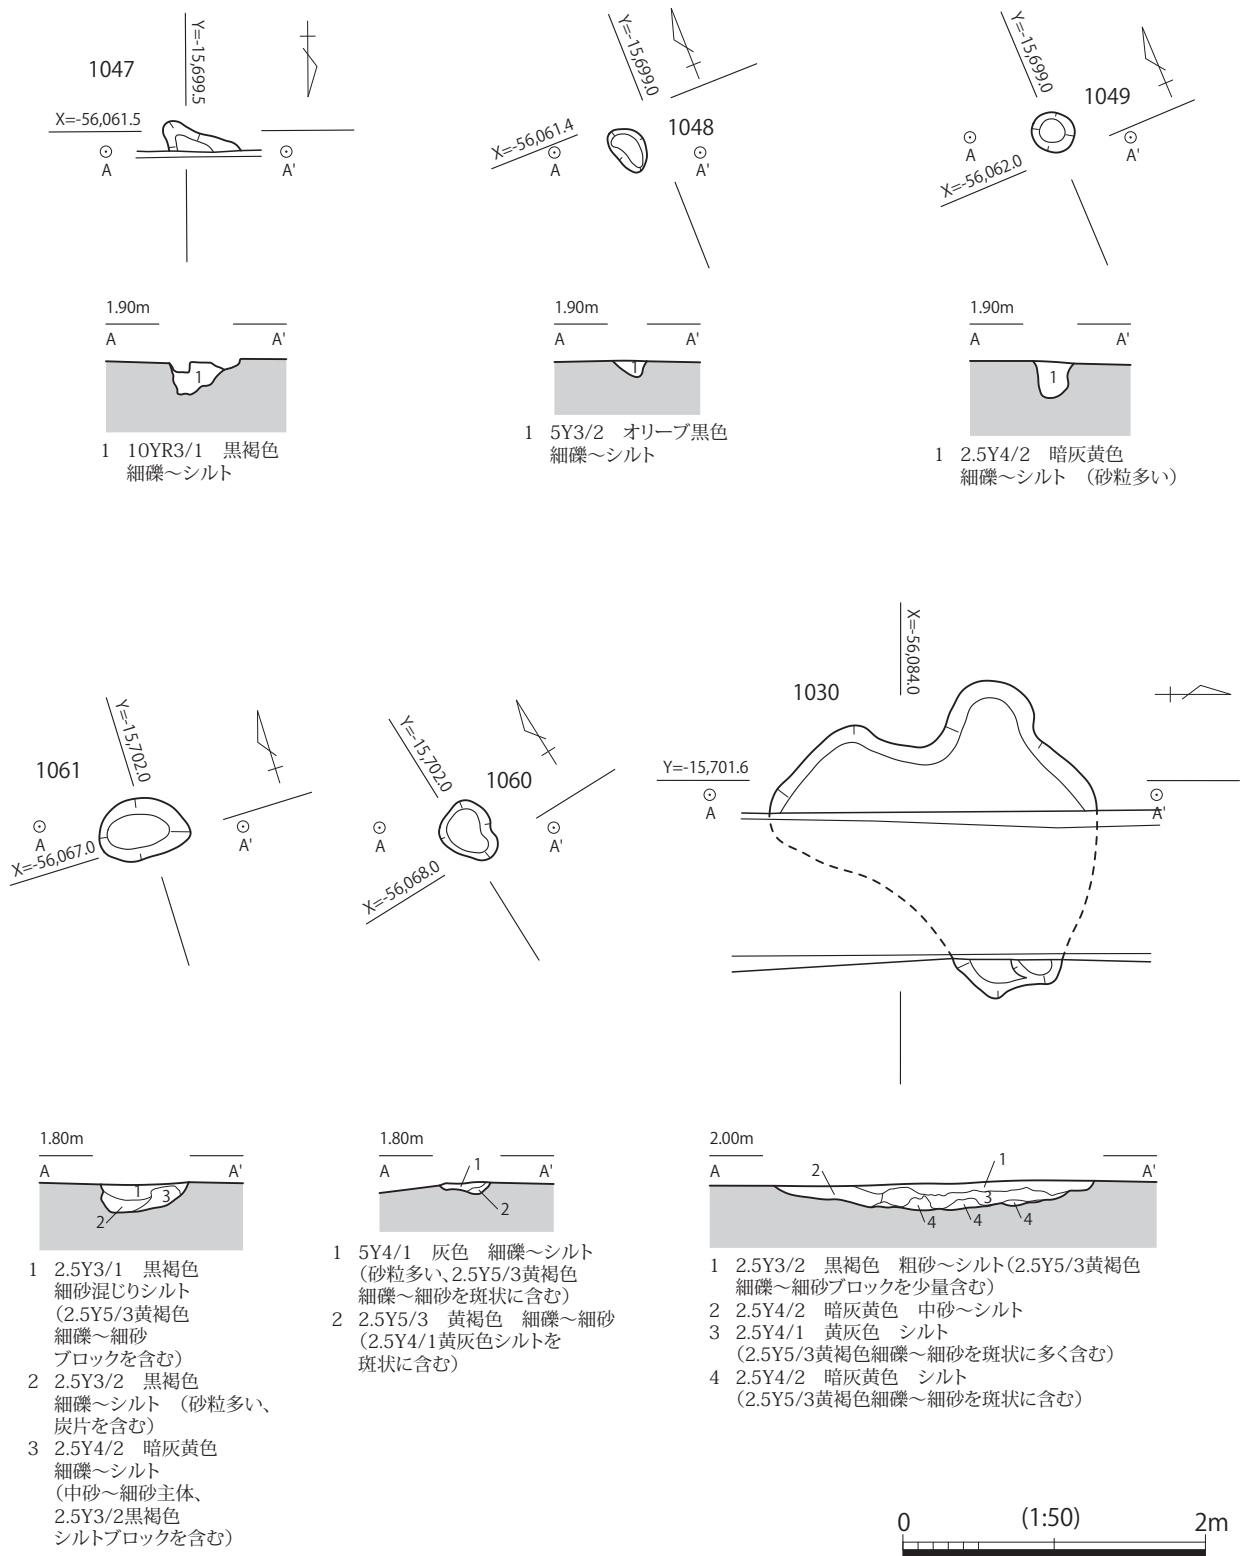 1047
Y=-15,699.5
X=-56,061.5
A
A'
1.90m
A
A'
1
1 10YR3/1 黒褐色
細礫～シルト
Y=-15,699.0
1048
X=-56,061.4
A
A'
1.90m
A
A'
1
1 5Y3/2 オリーブ黒色
細礫～シルト
Y=-15,699.0
1049
A
A'
X=-56,062.0
1.90m
A
A'
1
1 2.5Y4/2 暗灰黄色
細礫～シルト （砂粒多い）
Y=-15,702.0
1061
A
A'
X=-56,067.0
1.80m
A
A'
1
3
2
1 2.5Y3/1 黒褐色
細砂混じりシルト
（2.5Y5/3黄褐色
細礫～細砂
ブロックを含む）
2 2.5Y3/2 黒褐色
細礫～シルト （砂粒多い、
炭片を含む）
3 2.5Y4/2 暗灰黄色
細礫～シルト
（中砂～細砂主体、
2.5Y3/2黒褐色
シルトブロックを含む）
Y=-15,702.0
1060
A
A'
X=-56,068.0
1.80m
A
A'
1
2
1 5Y4/1 灰色 細礫～シルト
（砂粒多い、2.5Y5/3黄褐色
細礫～細砂を斑状に含む）
2 2.5Y5/3 黄褐色 細礫～細砂
（2.5Y4/1黄灰色シルトを
斑状に含む）
X=-56,084.0
1030
Y=-15,701.6
A
A'
2.00m
A
A'
1
2
3
4
4
4
1 2.5Y3/2 黒褐色 粗砂～シルト（2.5Y5/3黄褐色
細礫～細砂ブロックを少量含む）
2 2.5Y4/2 暗灰黄色 中砂～シルト
3 2.5Y4/1 黄灰色 シルト
（2.5Y5/3黄褐色細礫～細砂を斑状に多く含む）
4 2.5Y4/2 暗灰黄色 シルト
（2.5Y5/3黄褐色細礫～細砂を斑状に含む）
0 (1:50) 2m